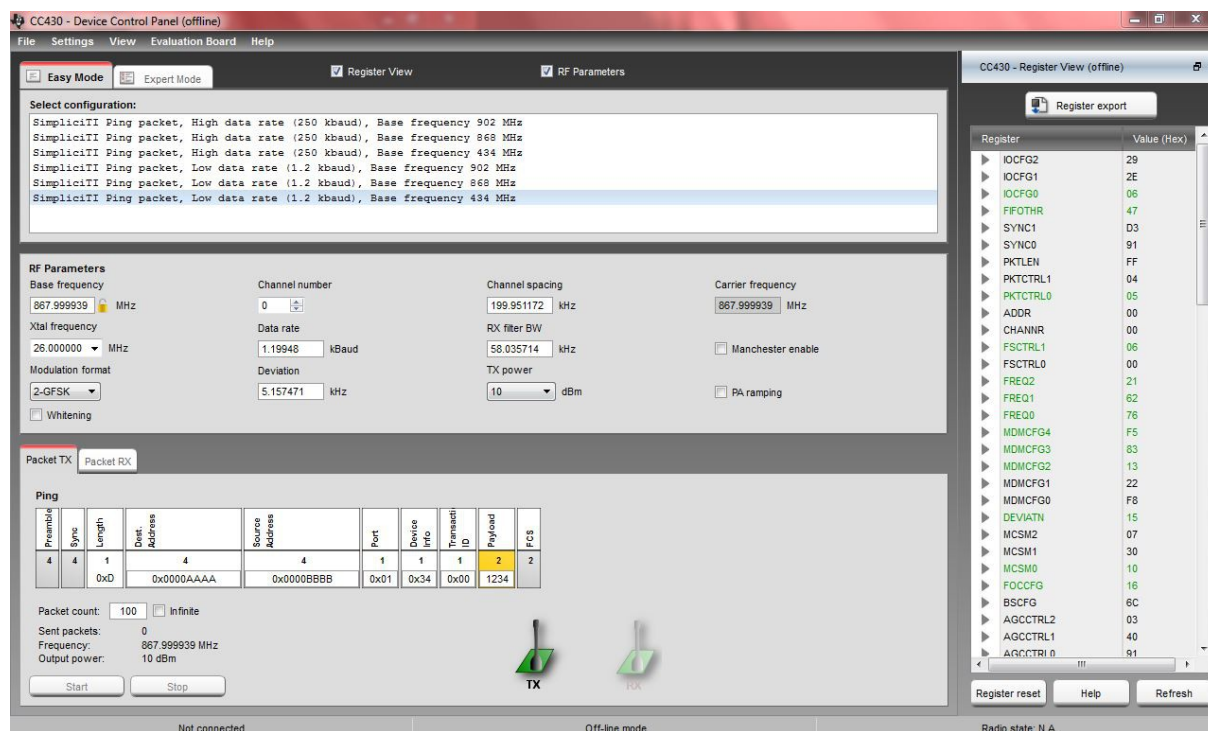 CC430 - Device Control Panel (offline)
File Settings View Evaluation Board Help
Easy Mode Expert Mode Register View RF Parameters
Select configuration:
SimpliciTI Ping packet, High data rate (250 kbaud), Base frequency 902 MHz
SimpliciTI Ping packet, High data rate (250 kbaud), Base frequency 868 MHz
SimpliciTI Ping packet, High data rate (250 kbaud), Base frequency 434 MHz
SimpliciTI Ping packet, Low data rate (1.2 kbaud), Base frequency 902 MHz
SimpliciTI Ping packet, Low data rate (1.2 kbaud), Base frequency 868 MHz
SimpliciTI Ping packet, Low data rate (1.2 kbaud), Base frequency 434 MHz
RF Parameters
Base frequency Channel number Channel spacing Carrier frequency
867.999939 MHz 0 199.951172 kHz 867.999939 MHz
Xtal frequency Data rate RX filter BW
26.000000 MHz 1.19948 kBaud 58.035714 kHz Manchester enable
Modulation format Deviation TX power
2-GFSK 5.157471 kHz 10 dBm PA ramping
Whitening
Packet TX Packet RX
Ping
Preamble Sync Length Dest. Address Source Address Port Device Info Transacti ID Payload FCS
4 4 1 4 4 1 1 1 2 2
0xD 0x0000AAAA 0x0000BBBB 0x01 0x34 0x00 1234
Packet count: 100 Infinite
Sent packets: 0
Frequency: 867.999939 MHz
Output power: 10 dBm
Start Stop TX RX
CC430 - Register View (offline)
Register export
Register Value (Hex)
IOCFG2 29
IOCFG1 2E
IOCFG0 06
FIFOTHR 47
SYNC1 D3
SYNC0 91
PKTLEN FF
PKTCTRL1 04
PKTCTRL0 05
ADDR 00
CHANNR 00
FSCTRL1 06
FSCTRL0 00
FREQ2 21
FREQ1 62
FREQ0 76
MDMCFG4 F5
MDMCFG3 83
MDMCFG2 13
MDMCFG1 22
MDMCFG0 F8
DEVIATN 15
MCSM2 07
MCSM1 30
MCSM0 10
FOCCFG 16
BSCFG 6C
AGCCTRL2 03
AGCCTRL1 40
AGCCTRL0 91
Register reset Help Refresh
Not connected Off-line mode Radio state: N.A.